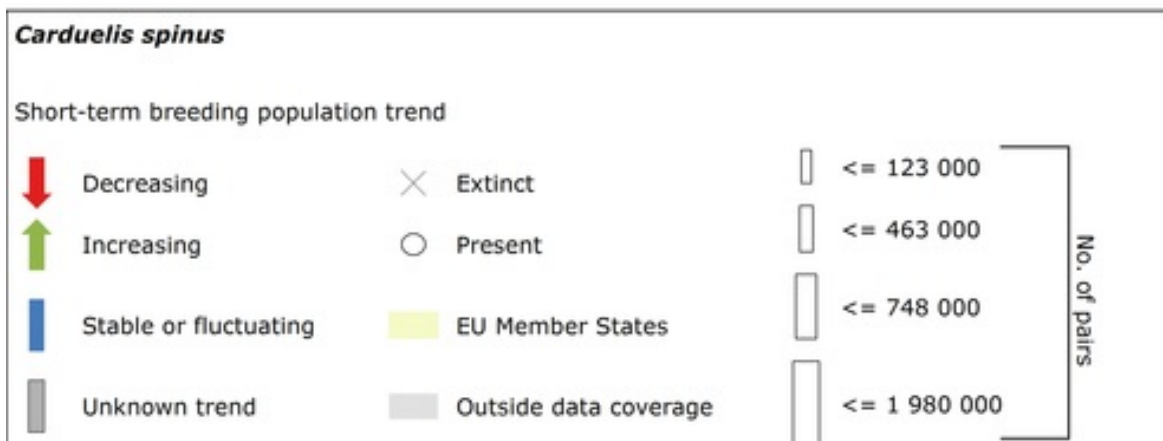 Carduelis spinus
Short-term breeding population trend
Decreasing
Increasing
Stable or fluctuating
Unknown trend
Extinct
Present
EU Member States
Outside data coverage
<= 123 000
<= 463 000
<= 748 000
<= 1 980 000
No. of pairs